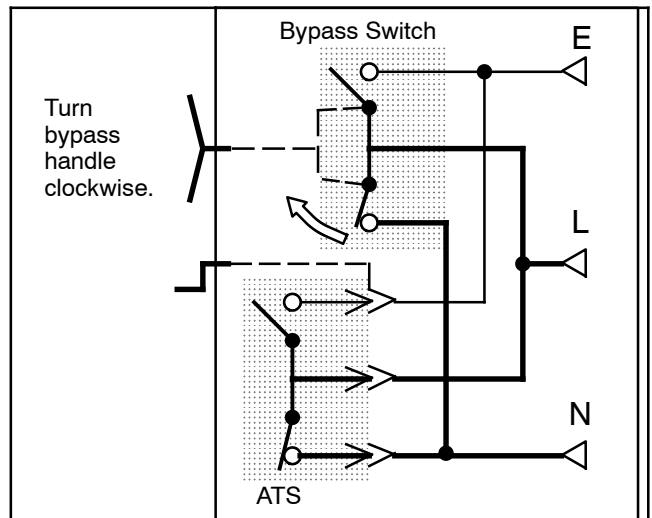 Bypass Switch
E
Turn
bypass
handle
clockwise.
L
N
ATS